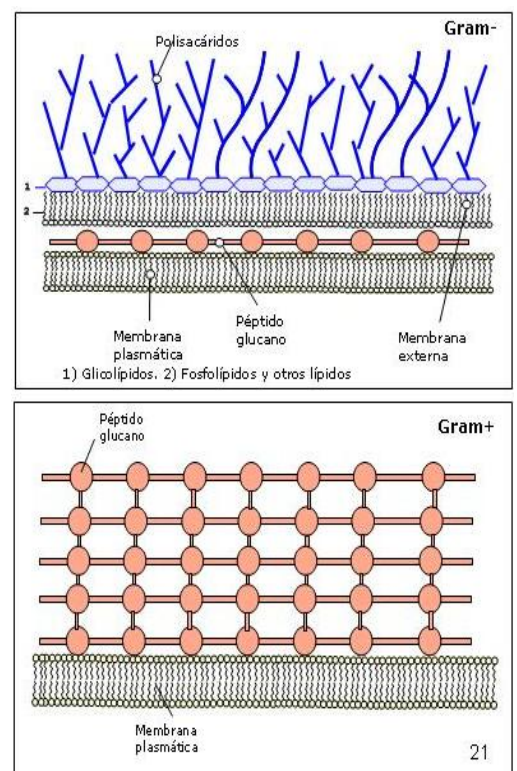 Gram-
Polisacáridos
1
2
Membrana
plasmática
Péptido
glucano
Membrana
externa
1) Glicolípidos. 2) Fosfolípidos y otros lípidos
Péptido
glucano
Gram+
Membrana
plasmática
21